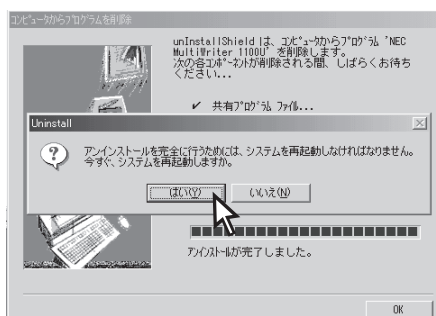 コンピュータからプログラムを削除
unInstallShield は、コンピュータからプログラム 'NEC
MultiWriter 1100U' を削除します。
次の各コンポーネントが削除される間、しばらくお待ち
ください...
✔ 共有プログラム ファイル...
Uninstall
アンインストールを完全に行うためには、システムを再起動しなければなりません。
今すぐ、システムを再起動しますか。
はい(Y)
いいえ(N)
アンインストールが完了しました。
OK